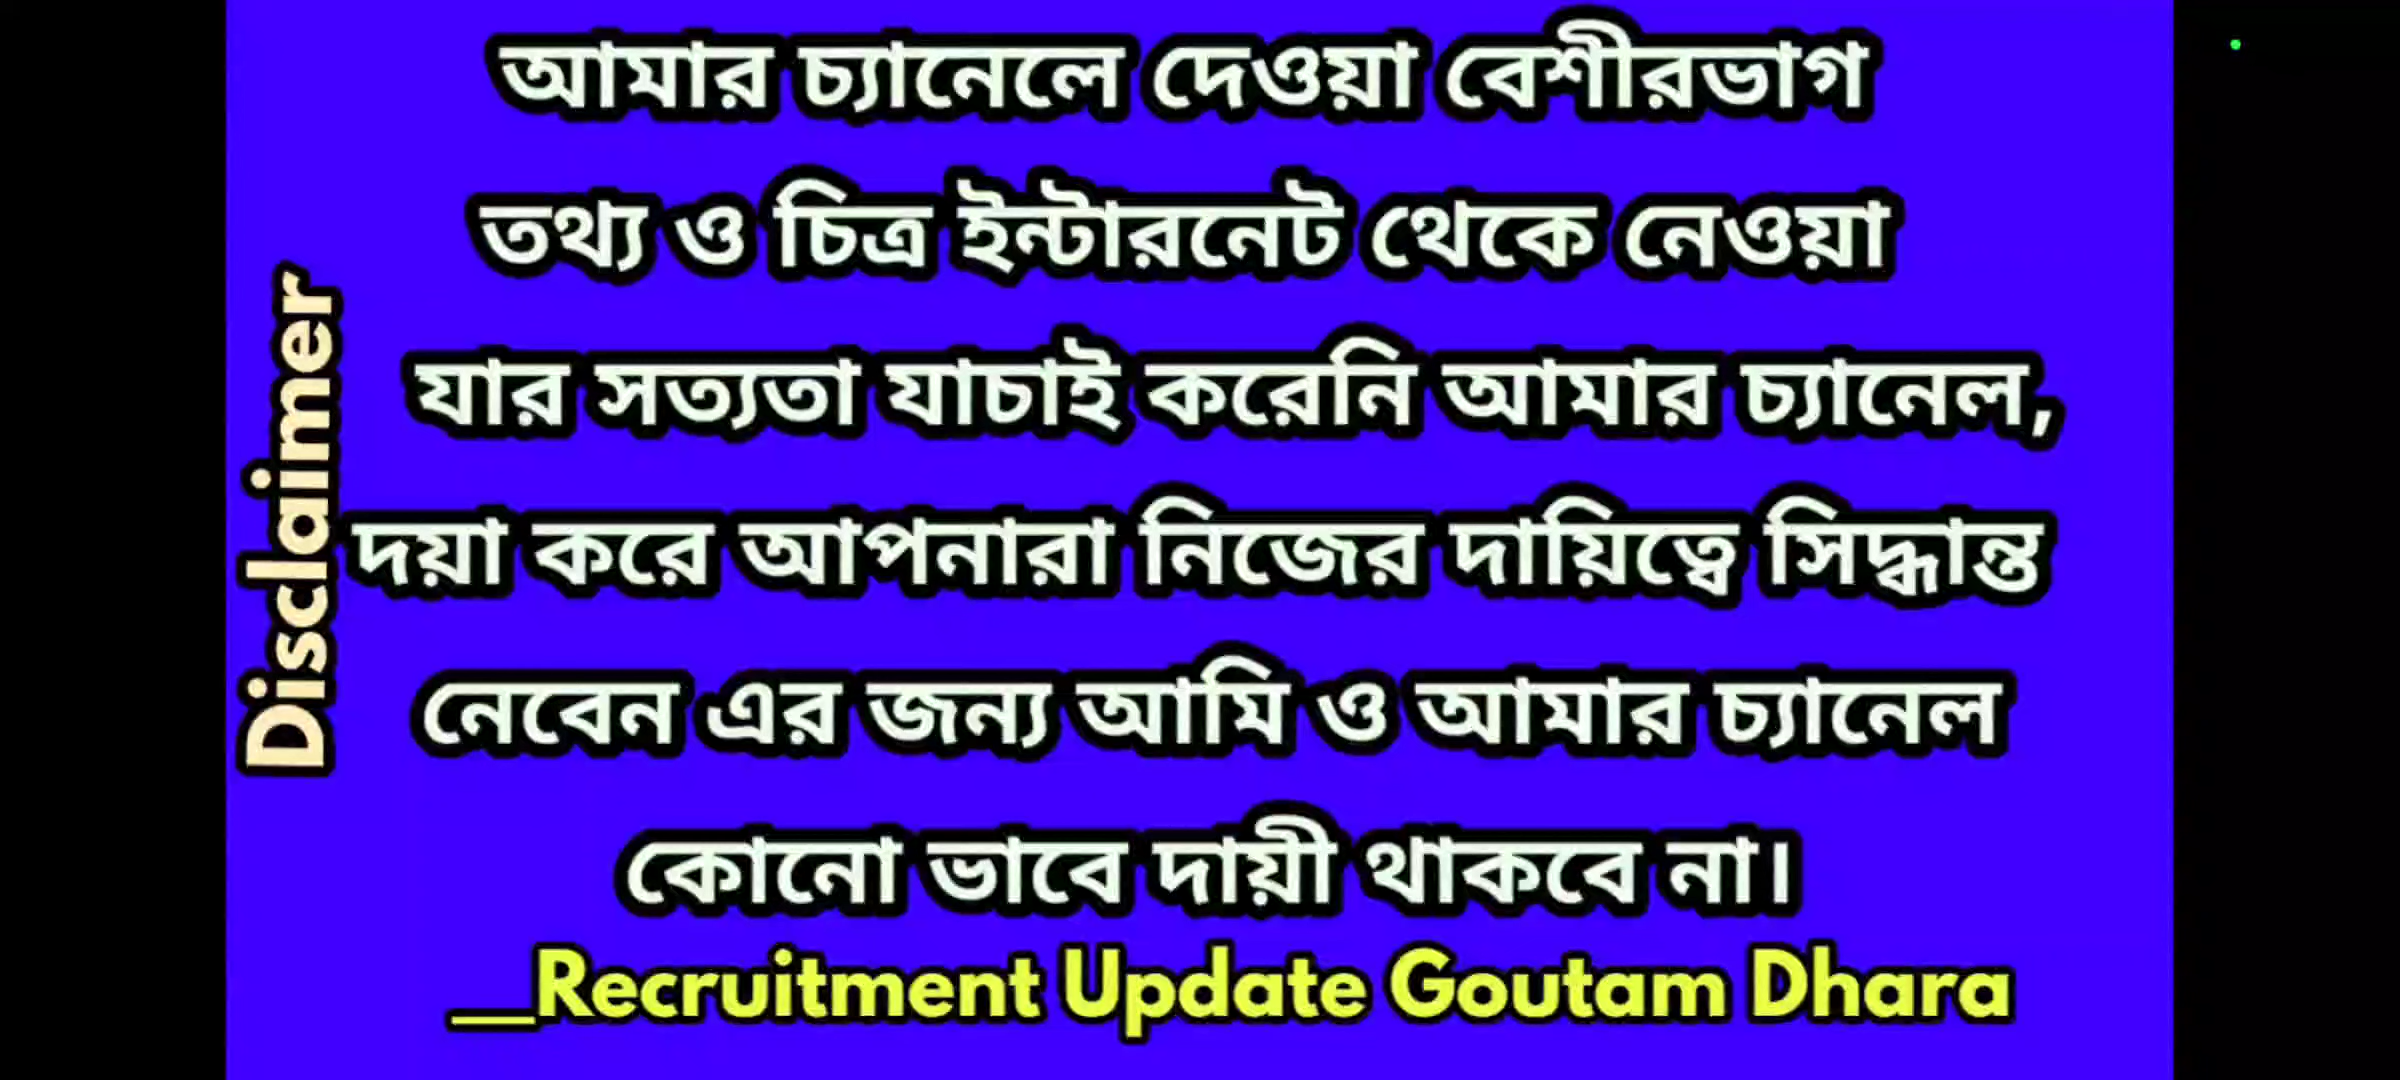 আমার চ্যানেলে দেওয়া বেশীরভাগ
তথ্য ও চিত্র ইন্টারনেট থেকে নেওয়া
যার সত্যতা যাচাই করেনি আমার চ্যানেল,
দয়া করে আপনারা নিজের দায়িত্বে সিদ্ধান্ত
নেবেন এর জন্য আমি ও আমার চ্যানেল
কোনো ভাবে দায়ী থাকবে না।
__Recruitment Update Goutam Dhara
Disclaimer